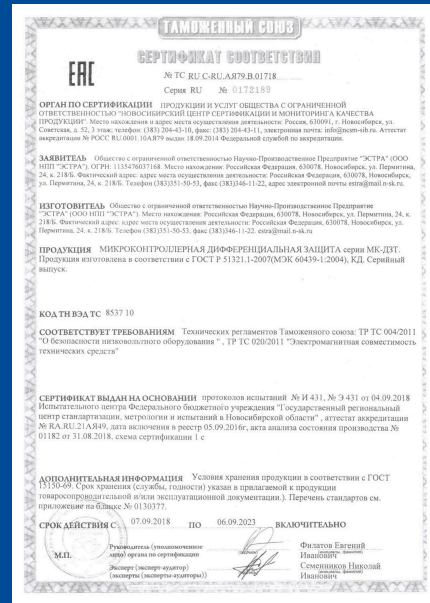 ТАМОЖЕННЫЙ СОЮЗ
СЕРТИФИКАТ СООТВЕТСТВИЯ
ЕАС
№ ТС RU C-RU.АЯ79.В.01718
Серия RU № 0172189
ОРГАН ПО СЕРТИФИКАЦИИ ПРОДУКЦИИ И УСЛУГ ОБЩЕСТВА С ОГРАНИЧЕННОЙ
ОТВЕТСТВЕННОСТЬЮ "НОВОСИБИРСКИЙ ЦЕНТР СЕРТИФИКАЦИИ И МОНИТОРИНГА КАЧЕСТВА
ПРОДУКЦИИ". Место нахождения и адрес места осуществления деятельности: Россия, 630091, г. Новосибирск, ул.
Советская, д. 52, 3 этаж; телефон: (383) 204-43-10, факс: (383) 204-43-11, электронная почта: info@ncsm-sib.ru. Аттестат
аккредитации № РОСС RU.0001.10АЯ79 выдан 18.09.2014 Федеральной службой по аккредитации.
ЗАЯВИТЕЛЬ Общество с ограниченной ответственностью Научно-Производственное Предприятие "ЭСТРА" (ООО
НПП "ЭСТРА"). ОГРН: 1135476037168. Место нахождения: Российская Федерация, 630078, Новосибирск, ул. Пермитина,
24, к. 218/Б. Фактический адрес: адрес места осуществления деятельности: Россия, 630078, Новосибирск,
ул. Пермитина, 24, к. 218/Б. Телефон (383)351-50-53, факс (383)346-11-22, адрес электронной почты estra@mail.n-sk.ru.
ИЗГОТОВИТЕЛЬ Общество с ограниченной ответственностью Научно-Производственное Предприятие
"ЭСТРА" (ООО НПП "ЭСТРА"). Место нахождения: Российская Федерация, 630078, Новосибирск, ул. Пермитина, 24, к.
218/Б. Фактический адрес: адрес места осуществления деятельности: Российская Федерация, 630078, Новосибирск,
ул. Пермитина, 24, к. 218/Б. Телефон (383)351-50-53, факс (383)346-11-22. estra@mail.n-sk.ru
ПРОДУКЦИЯ МИКРОКОНТРОЛЛЕРНАЯ ДИФФЕРЕНЦИАЛЬНАЯ ЗАЩИТА серии МК-ДЗТ.
Продукция изготовлена в соответствии с ГОСТ Р 51321.1-2007(МЭК 60439-1:2004), КД. Серийный
выпуск.
КОД ТН ВЭД ТС 8537 10
СООТВЕТСТВУЕТ ТРЕБОВАНИЯМ Технических регламентов Таможенного союза: ТР ТС 004/2011
"О безопасности низковольтного оборудования " , ТР ТС 020/2011 "Электромагнитная совместимость
технических средств"
СЕРТИФИКАТ ВЫДАН НА ОСНОВАНИИ протоколов испытаний № И 431, № Э 431 от 04.09.2018
Испытательного центра Федерального бюджетного учреждения "Государственный региональный
центр стандартизации, метрологии и испытаний в Новосибирской области" , аттестат аккредитации
№ RA.RU.21АЯ49, дата включения в реестр 05.09.2016г, акта анализа состояния производства №
01182 от 31.08.2018, схема сертификации 1 с
ДОПОЛНИТЕЛЬНАЯ ИНФОРМАЦИЯ Условия хранения продукции в соответствии с ГОСТ
15150-69. Срок хранения (службы, годности) указан в прилагаемой к продукции
товаросопроводительной и/или эксплуатационной документации.). Перечень стандартов см.
приложение на бланке № 0130377.
СРОК ДЕЙСТВИЯ С 07.09.2018 ПО 06.09.2023 ВКЛЮЧИТЕЛЬНО
М.П.
Руководитель (уполномоченное
лицо) органа по сертификации
(подпись)
Филатов Евгений
Иванович (инициалы, фамилия)
Эксперт (эксперт-аудитор)
(эксперты (эксперты-аудиторы))
Семенников Николай
Иванович (инициалы, фамилия)